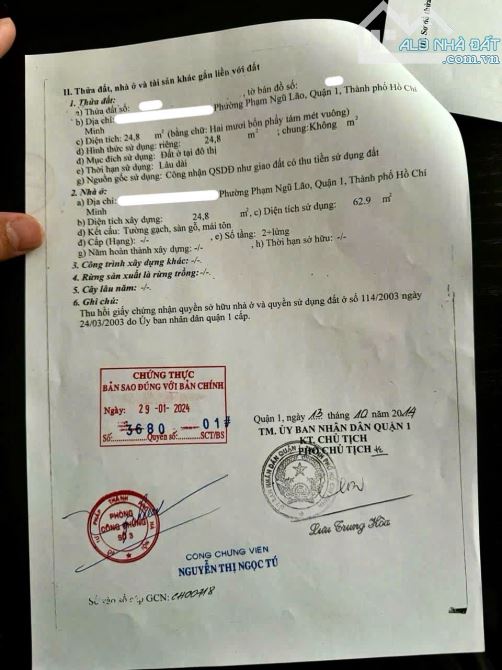 ALO NHÀ ĐẤT
.com.vn
Sơ đồ thửa
II. Thửa đất, nhà ở và tài sản khác gắn liền với đất
1. Thửa đất:
a) Thửa đất số: tờ bản đồ số:
b) Địa chỉ: Phường Phạm Ngũ Lão, Quận 1, Thành phố Hồ Chí
Minh
c) Diện tích: 24,8 m² (bằng chữ: Hai mươi bốn phẩy tám mét vuông)
d) Hình thức sử dụng: riêng: 24,8 m² ; chung:Không m²
đ) Mục đích sử dụng: Đất ở tại đô thị
e) Thời hạn sử dụng: Lâu dài
g) Nguồn gốc sử dụng: Công nhận QSDĐ như giao đất có thu tiền sử dụng đất
2. Nhà ở:
a) Địa chỉ: Phường Phạm Ngũ Lão, Quận 1, Thành phố Hồ Chí
Minh
b) Diện tích xây dựng: 24,8 m², c) Diện tích sử dụng: 62.9 m²
d) Kết cấu: Tường gạch, sàn gỗ, mái tôn
đ) Cấp (Hạng): -/- e) Số tầng: 2+lửng
g) Năm hoàn thành xây dựng: -/- h) Thời hạn sở hữu: -/-
3. Công trình xây dựng khác: -/-
4. Rừng sản xuất là rừng trồng: -/-
5. Cây lâu năm: -/-
6. Ghi chú:
Thu hồi giấy chứng nhận quyền sở hữu nhà ở và quyền sử dụng đất ở số 114/2003 ngày
24/03/2003 do Ủy ban nhân dân quận 1 cấp.
CHỨNG THỰC
BẢN SAO ĐÚNG VỚI BẢN CHÍNH
Ngày: 29-01-2024
Số: 3680 Quyển số: 01 SCT/BS
Quận 1, ngày 13 tháng 10 năm 2014
TM. ỦY BAN NHÂN DÂN QUẬN 1
KT. CHỦ TỊCH
PHÓ CHỦ TỊCH
Lưu Trung Hòa
PHÒNG
CÔNG CHỨNG
SỐ 3
CÔNG CHỨNG VIÊN
NGUYỄN THỊ NGỌC TÚ
Số vào sổ cấp GCN: CH00718